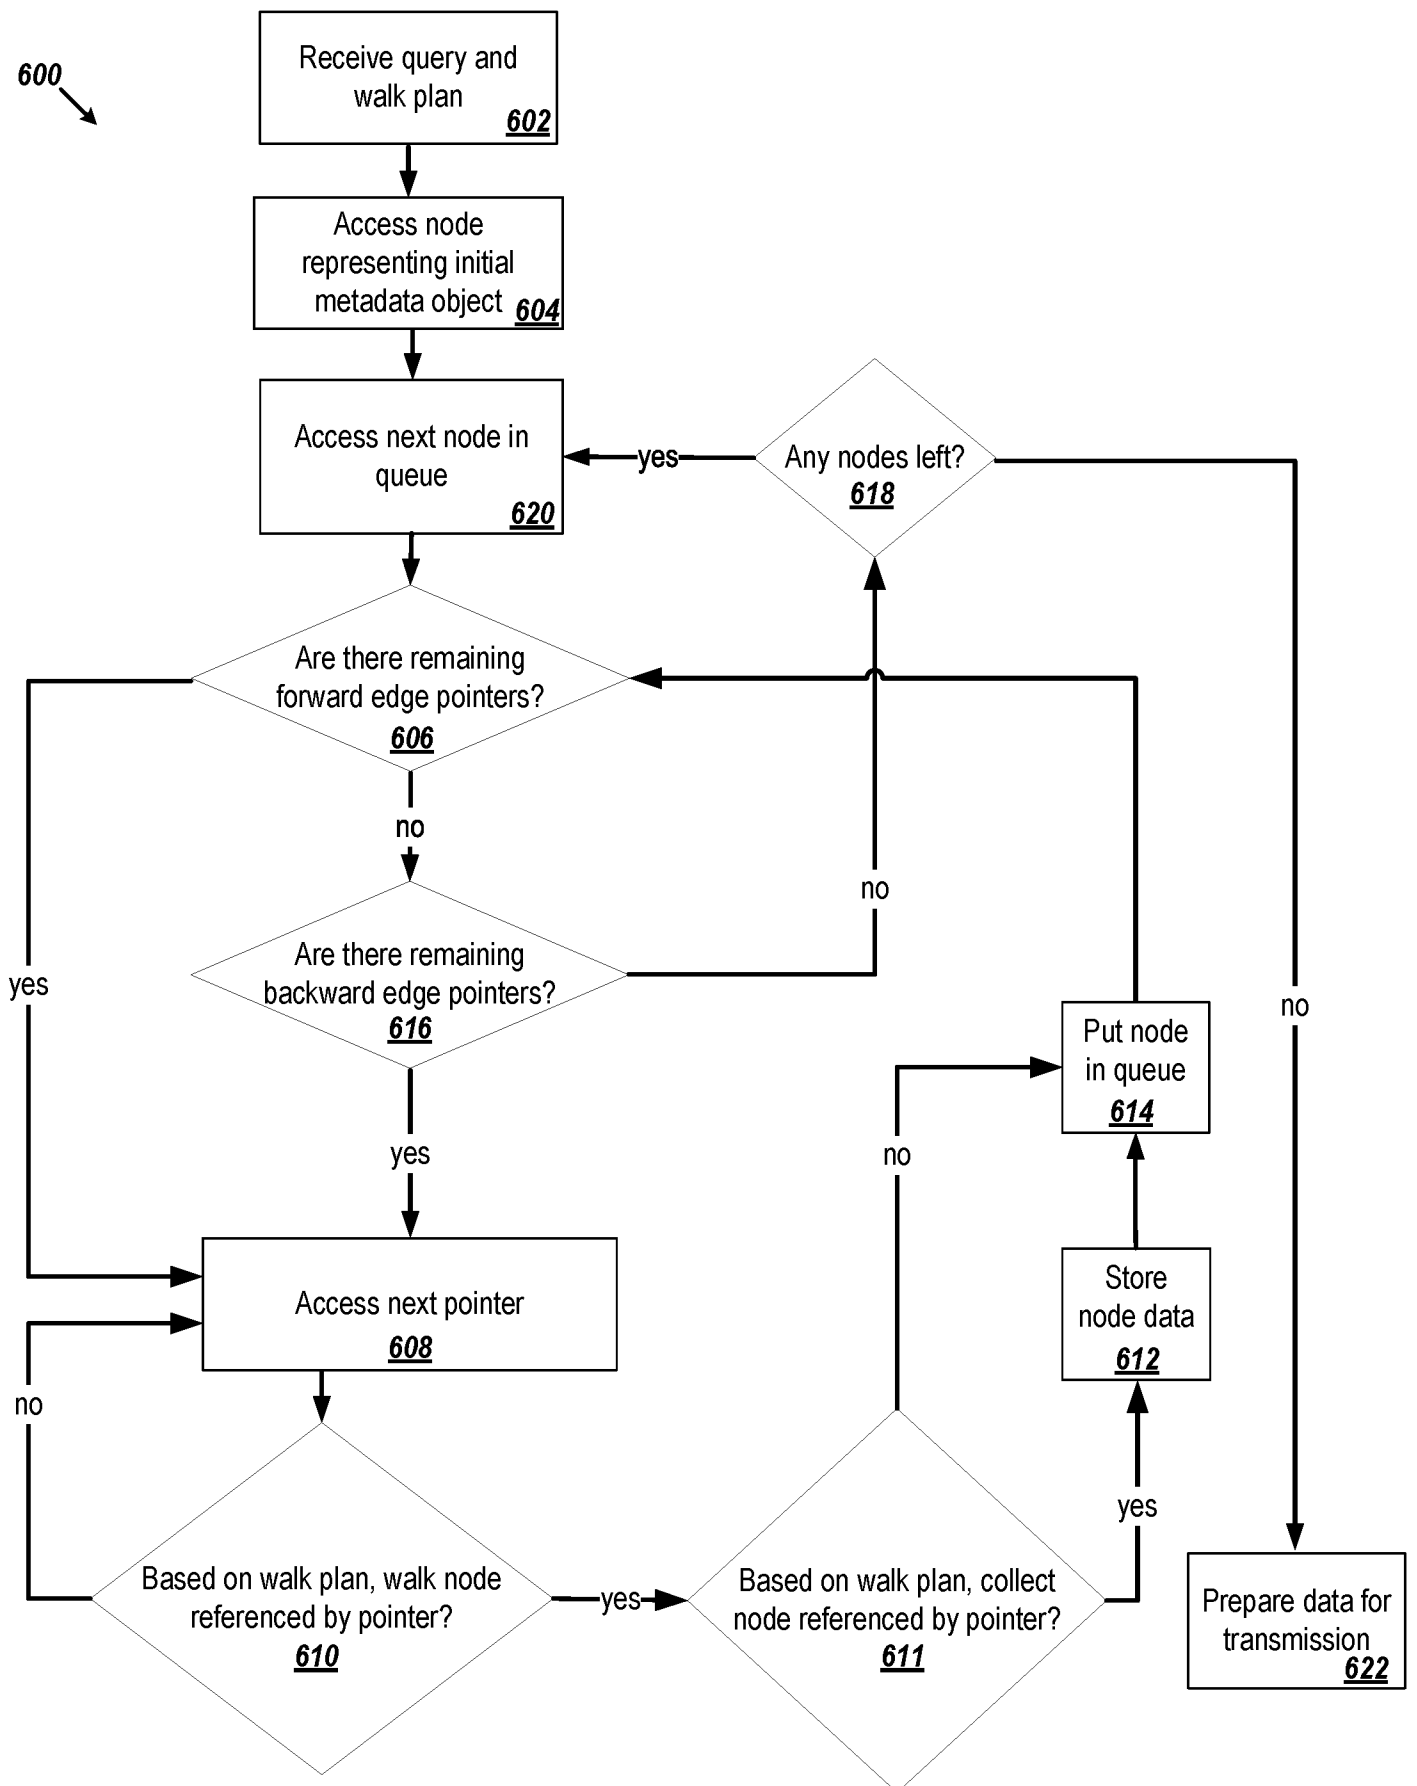 600
Receive query and
walk plan
602
Access node
representing initial
metadata object
604
Access next node in
queue
620
yes
Any nodes left?
618
Are there remaining
forward edge pointers?
606
no
no
yes
Are there remaining
backward edge pointers?
616
no
Put node
in queue
614
yes
no
Access next pointer
608
Store
node data
612
no
yes
Based on walk plan, walk node
referenced by pointer?
610
yes
Based on walk plan, collect
node referenced by pointer?
611
Prepare data for
transmission
622